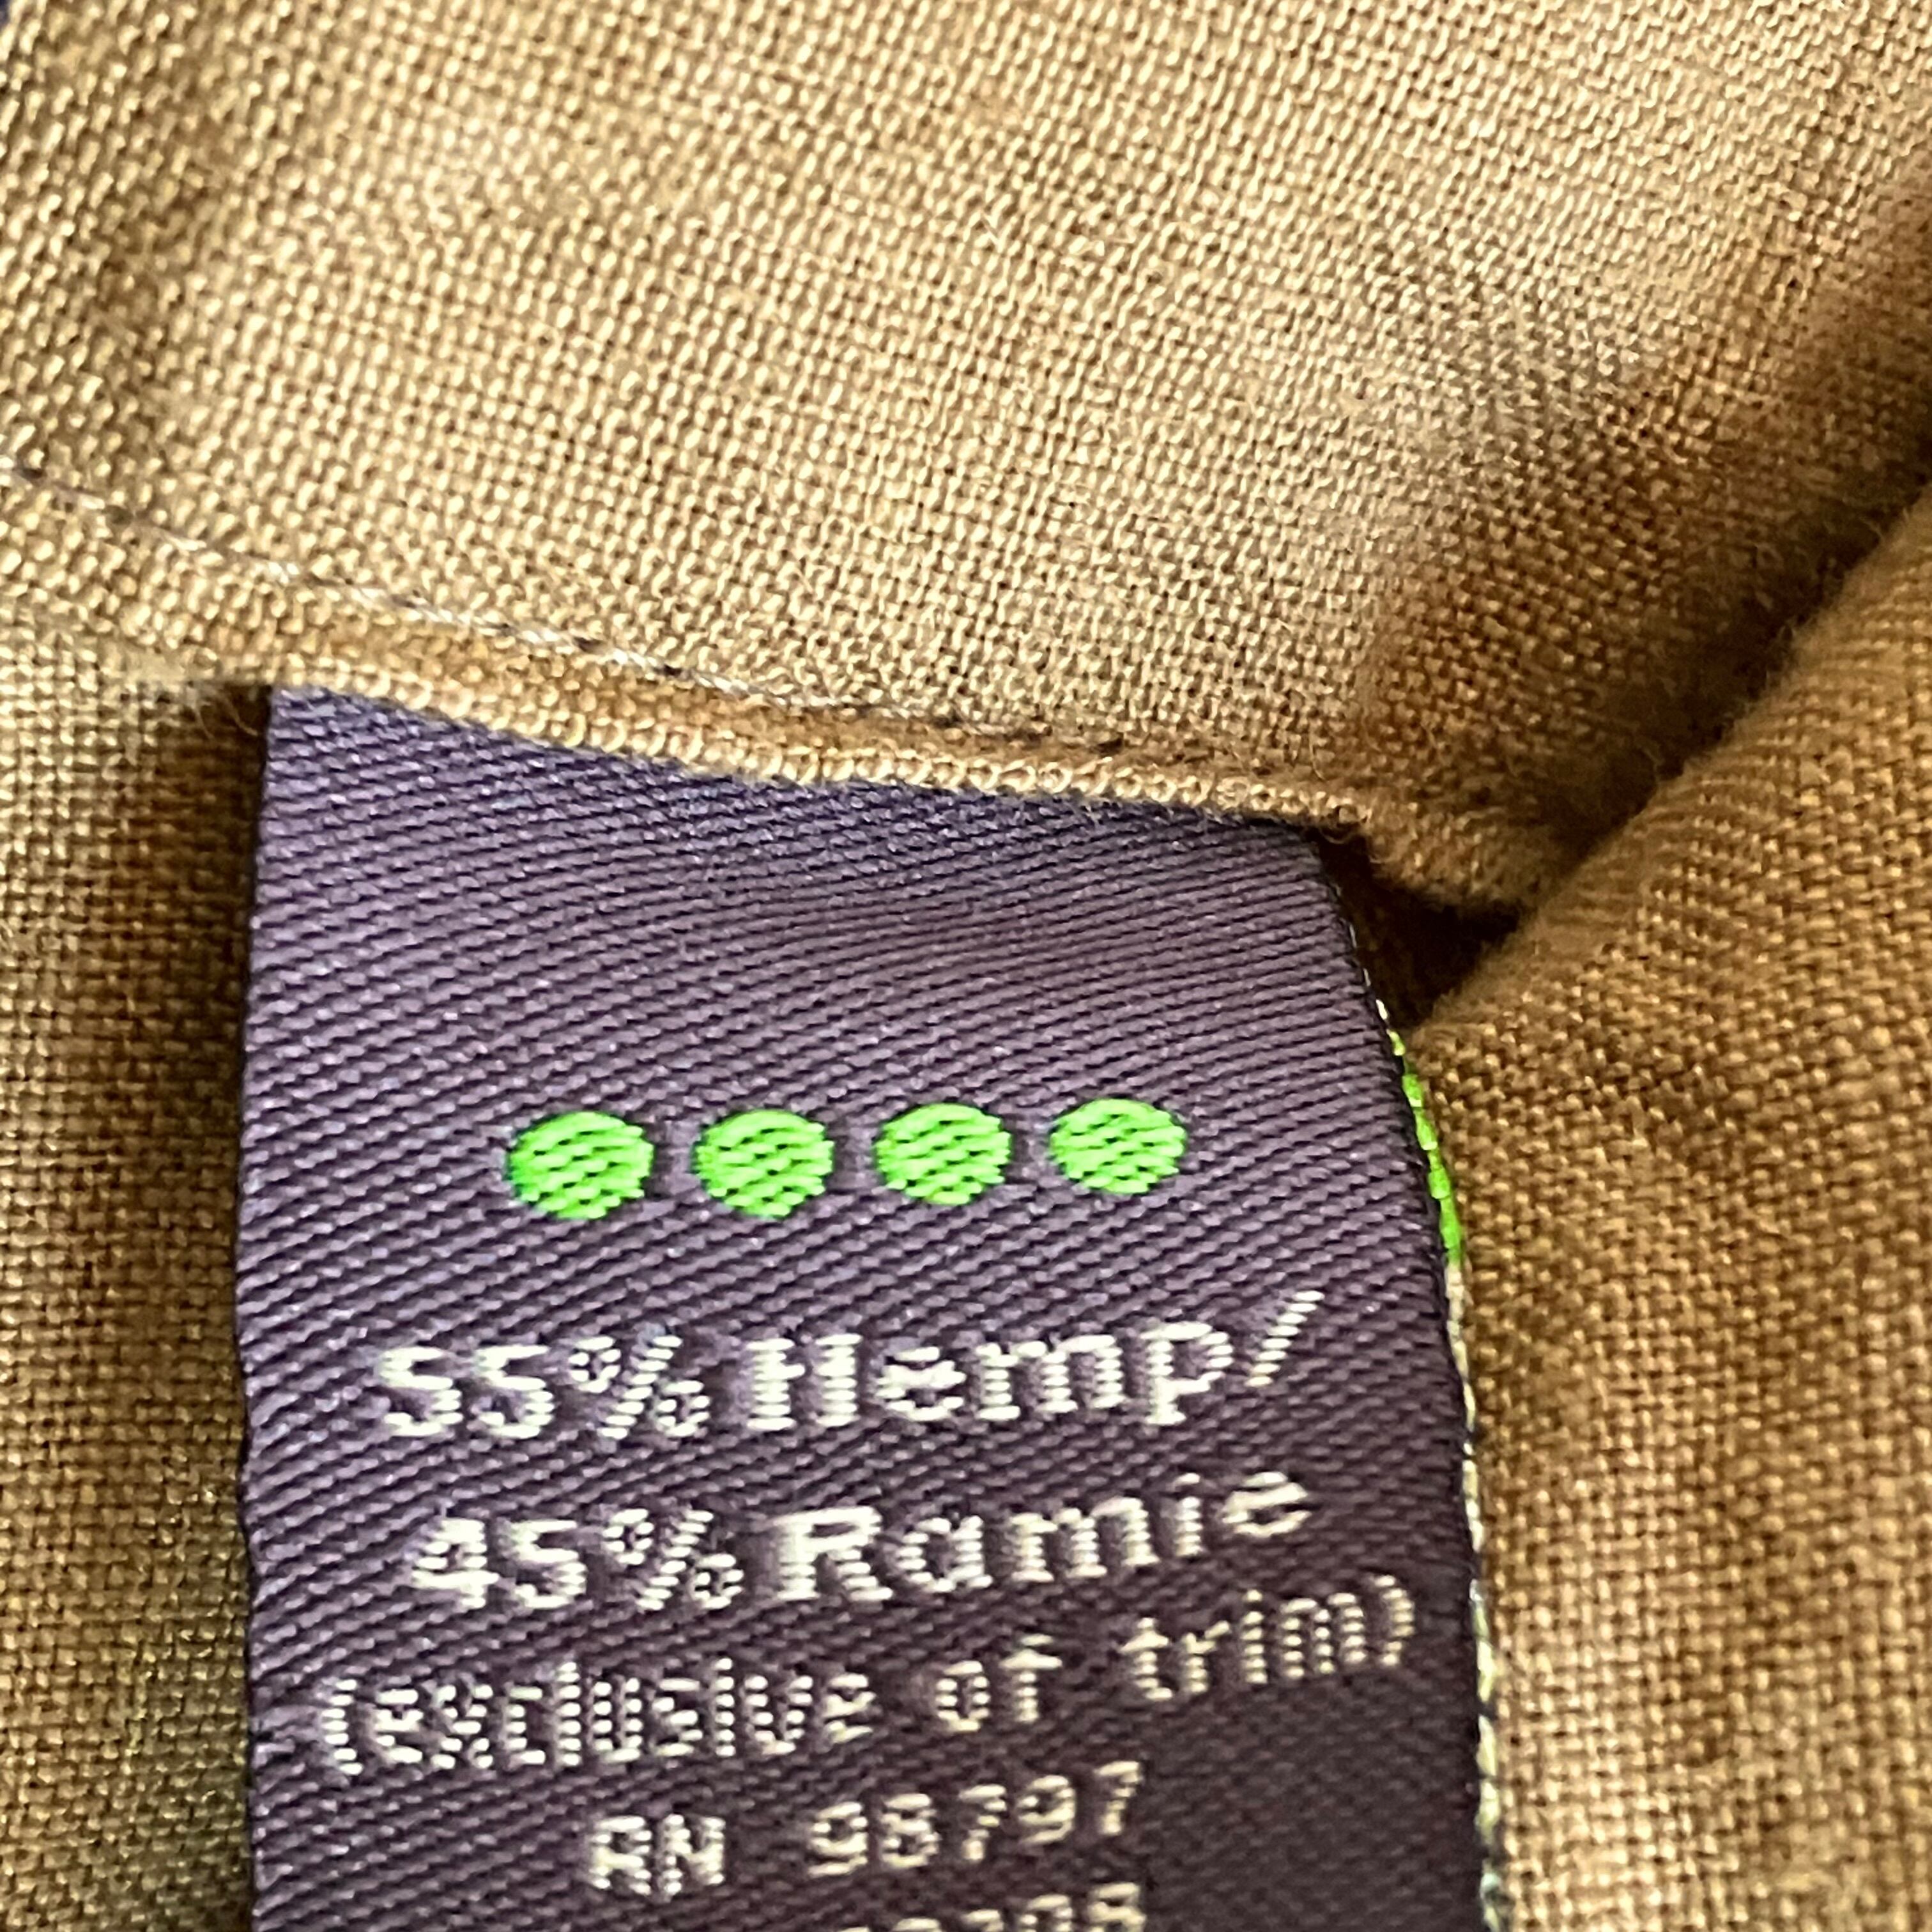 55% Hemp/
45% Ramie
(exclusive of trim)
RN 98797